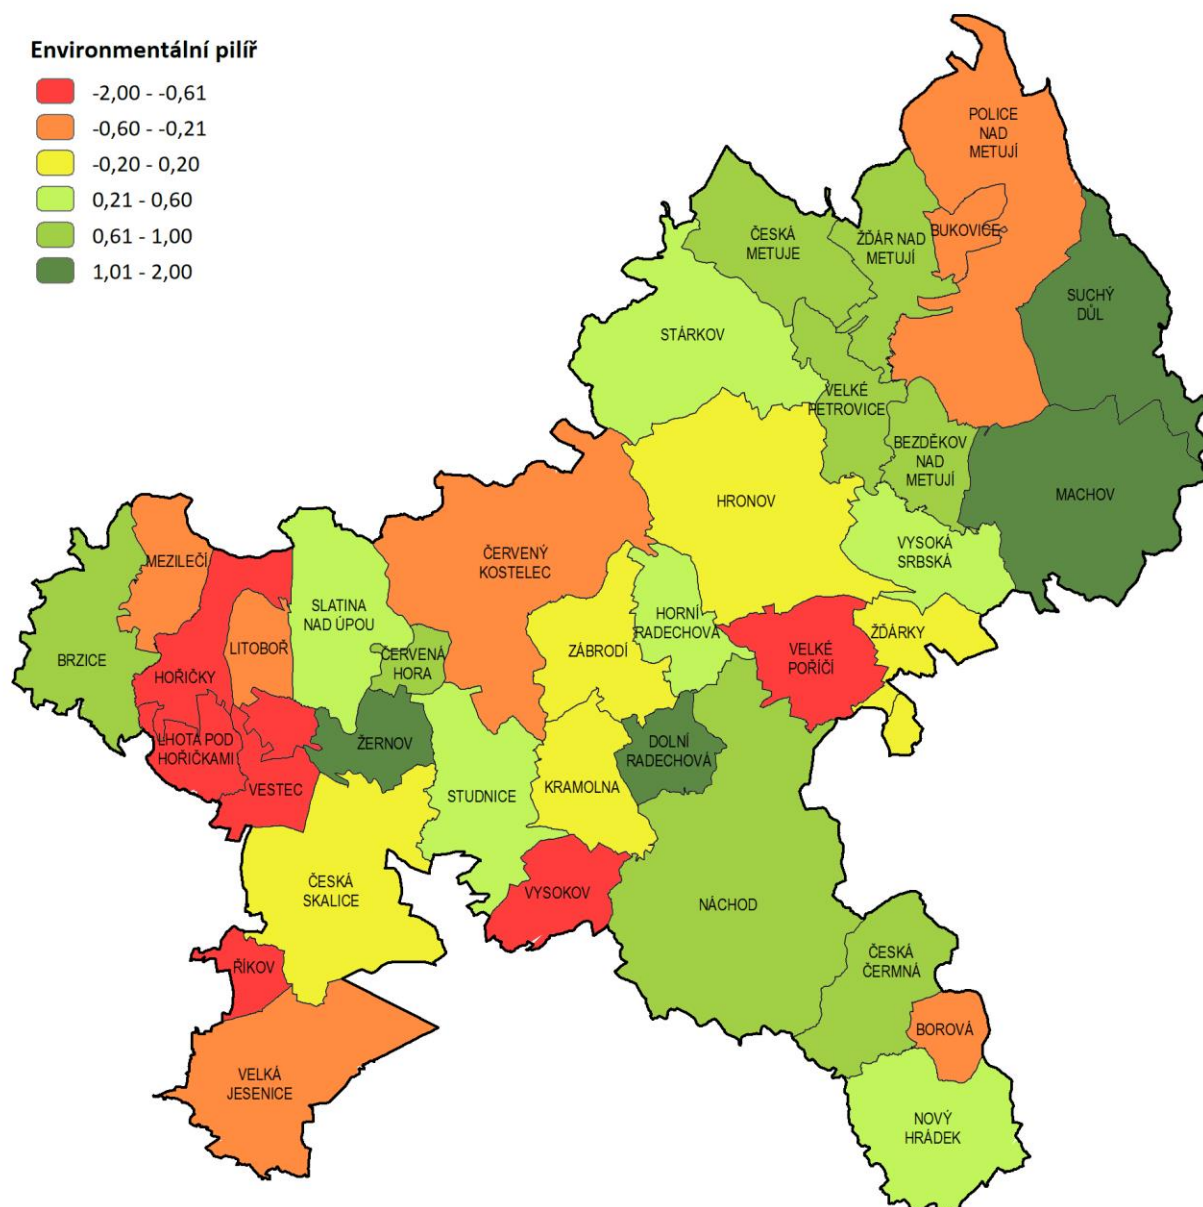 Environmentální pilíř
-2,00 - -0,61
-0,60 - -0,21
-0,20 - 0,20
0,21 - 0,60
0,61 - 1,00
1,01 - 2,00
POLICE
NAD
METUJÍ
BUKOVICE
ČESKÁ
METUJE
ŽĎÁR NAD
METUJÍ
SUCHÝ
DŮL
STÁRKOV
VELKÉ
PETROVICE
BEZDĚKOV
NAD
METUJÍ
MACHOV
HRONOV
VYSOKÁ
SRBSKÁ
ČERVENÝ
KOSTELEC
MEZILEČÍ
SLATINA
NAD ÚPOU
HORNÍ
RADECHOVÁ
ŽĎÁRKY
BRZICE
LITOBOŘ
ČERVENÁ
HORA
ZÁBRODÍ
VELKÉ
POŘÍČÍ
HOŘIČKY
LHOTA POD
HOŘIČKAMI
ŽERNOV
DOLNÍ
RADECHOVÁ
VESTEC
STUDNICE
KRAMOLNA
ČESKÁ
SKALICE
VYSOKOV
NÁCHOD
ŘÍKOV
ČESKÁ
ČERMNÁ
BOROVÁ
VELKÁ
JESENICE
NOVÝ
HRÁDEK